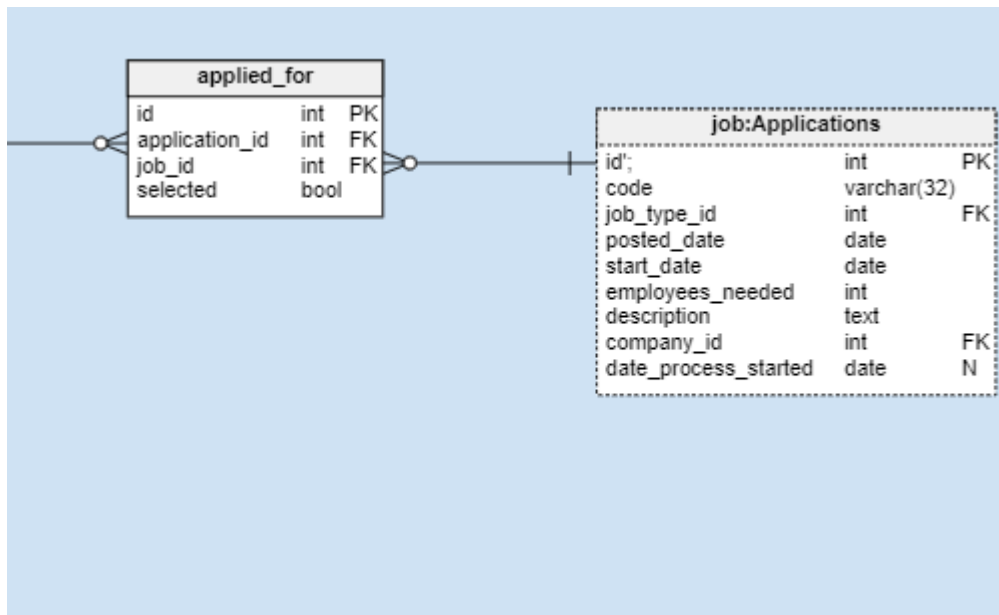 applied_for
id int PK
application_id int FK
job_id int FK
selected bool
job:Applications
id'; int PK
code varchar(32)
job_type_id int FK
posted_date date
start_date date
employees_needed int
description text
company_id int FK
date_process_started date N